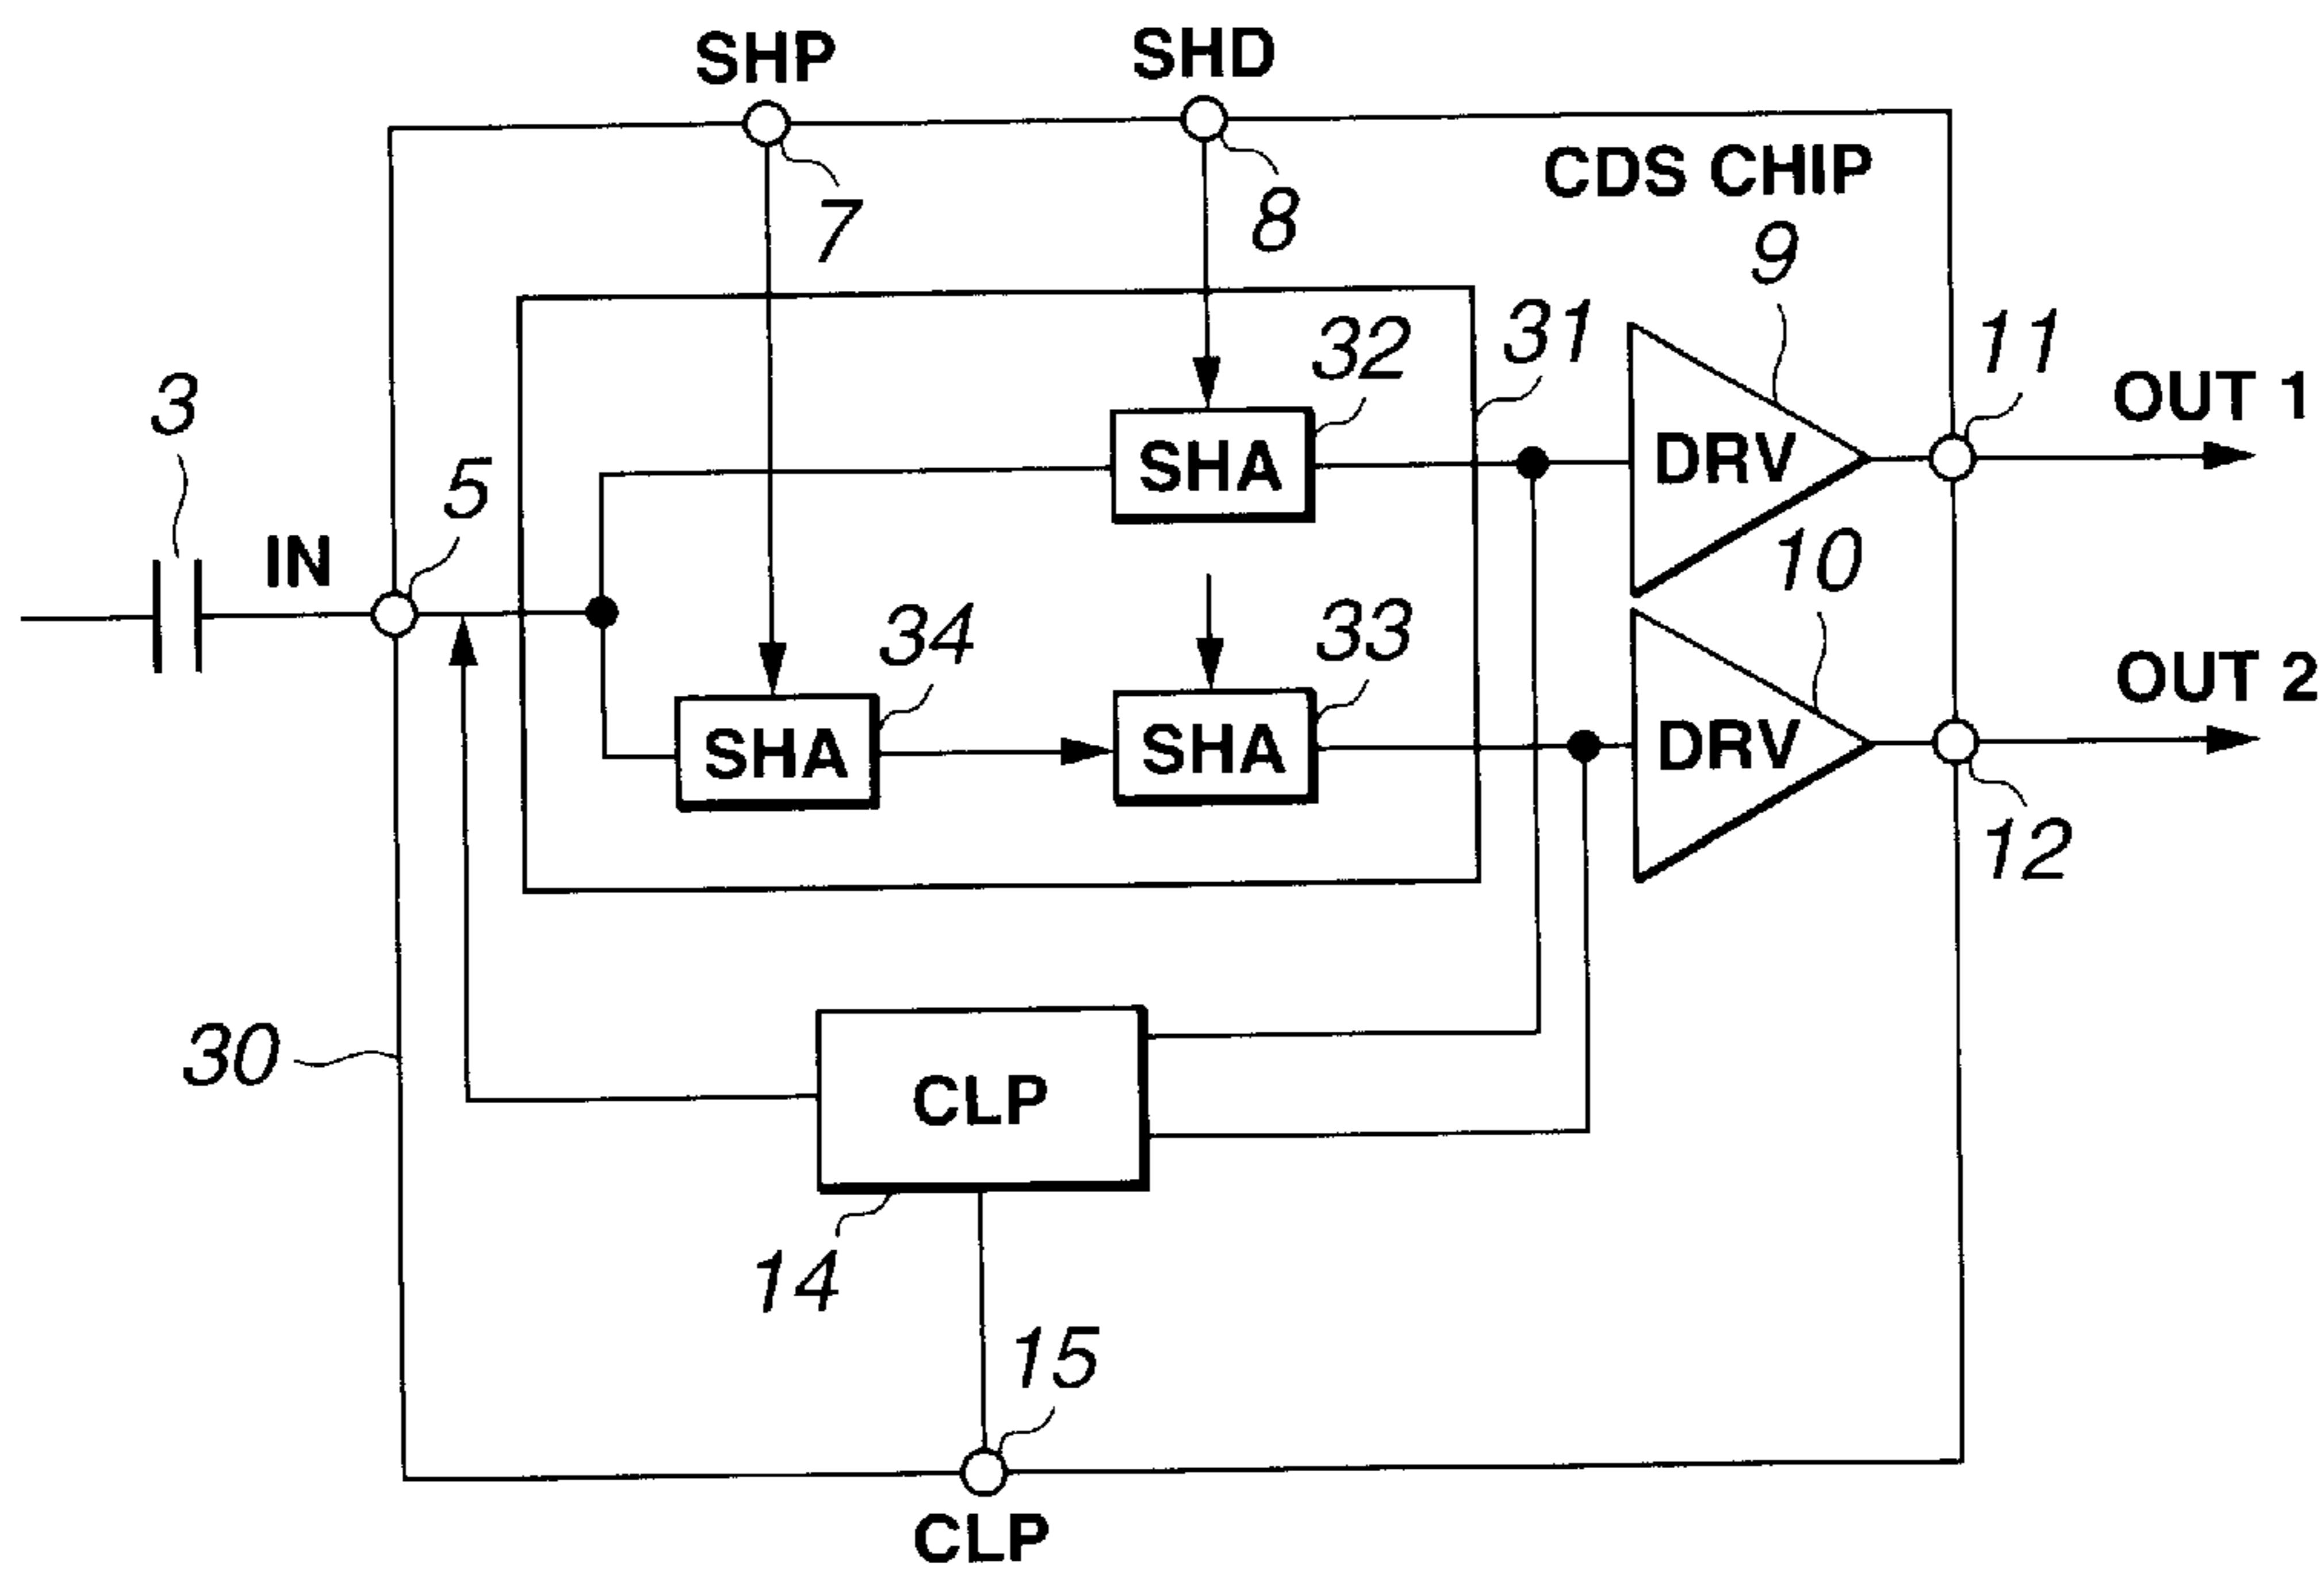 SHP
SHD
CDS CHIP
7
8
9
31
32
11
OUT 1
3
5
SHA
DRV
IN
10
34
33
OUT 2
SHA
SHA
DRV
12
30
CLP
14
15
CLP